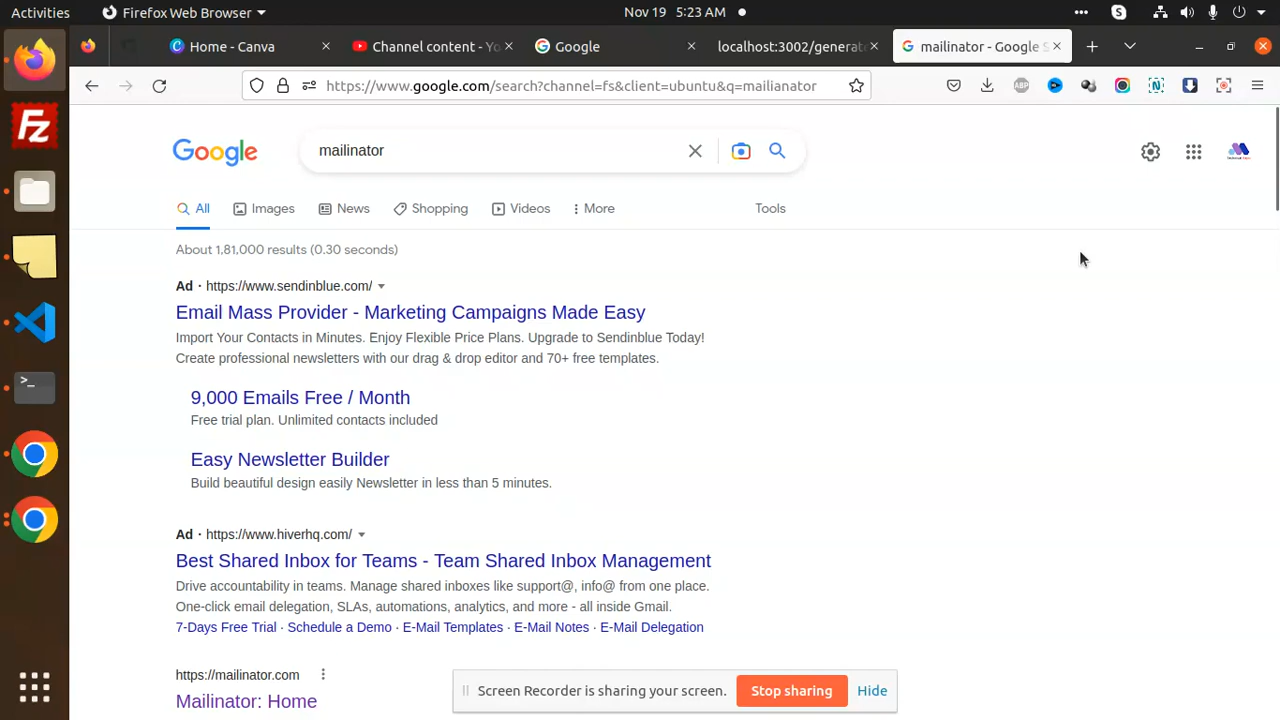 Activities
Firefox Web Browser
Nov 19 5:23 AM
Home - Canva
Channel content - Yo
Google
localhost:3002/generate
mailinator - Google S
https://www.google.com/search?channel=fs&client=ubuntu&q=mailianator
Google
mailinator
All
Images
News
Shopping
Videos
More
Tools
About 1,81,000 results (0.30 seconds)
Ad · https://www.sendinblue.com/
Email Mass Provider - Marketing Campaigns Made Easy
Import Your Contacts in Minutes. Enjoy Flexible Price Plans. Upgrade to Sendinblue Today!
Create professional newsletters with our drag & drop editor and 70+ free templates.
9,000 Emails Free / Month
Free trial plan. Unlimited contacts included
Easy Newsletter Builder
Build beautiful design easily Newsletter in less than 5 minutes.
Ad · https://www.hiverhq.com/
Best Shared Inbox for Teams - Team Shared Inbox Management
Drive accountability in teams. Manage shared inboxes like support@, info@ from one place.
One-click email delegation, SLAs, automations, analytics, and more - all inside Gmail.
7-Days Free Trial · Schedule a Demo · E-Mail Templates · E-Mail Notes · E-Mail Delegation
https://mailinator.com
Mailinator: Home
Screen Recorder is sharing your screen.
Stop sharing
Hide